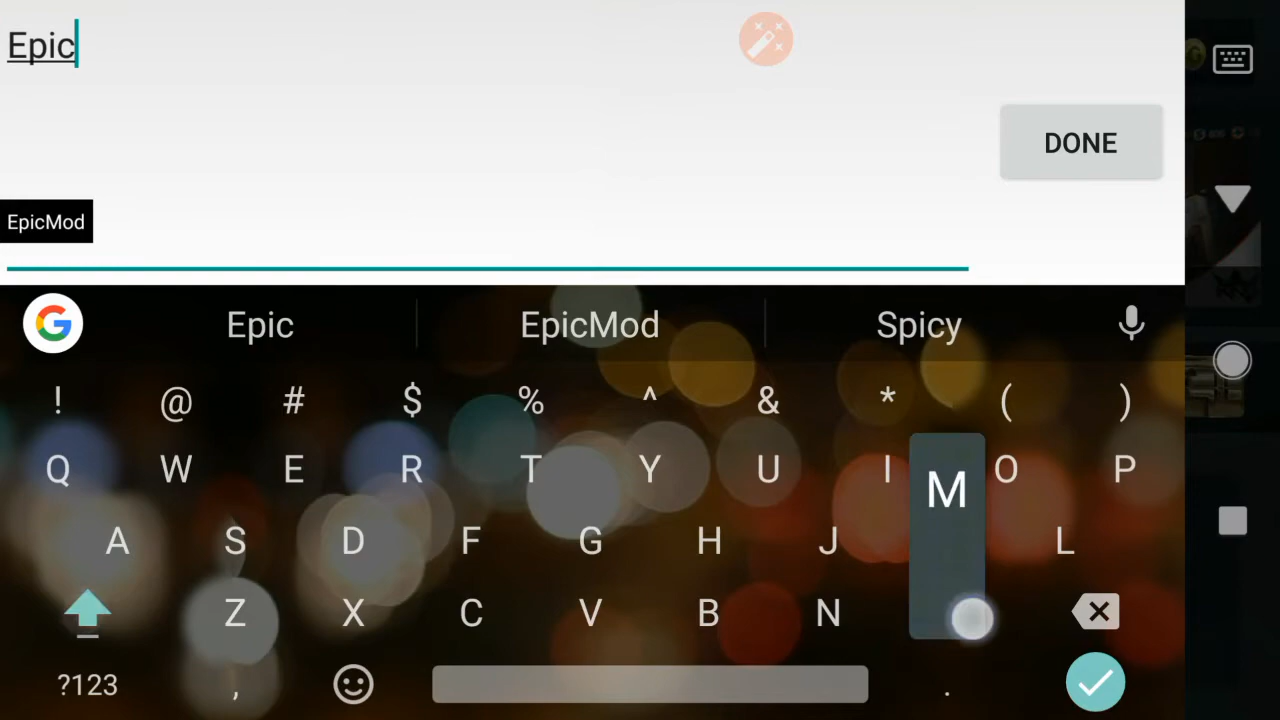 Epic
DONE
EpicMod
Epic EpicMod Spicy
! @ # $ % ^ & * ( )
Q W E R T Y U I O P
A S D F G H J L
M
Z X C V B N
?123 , .